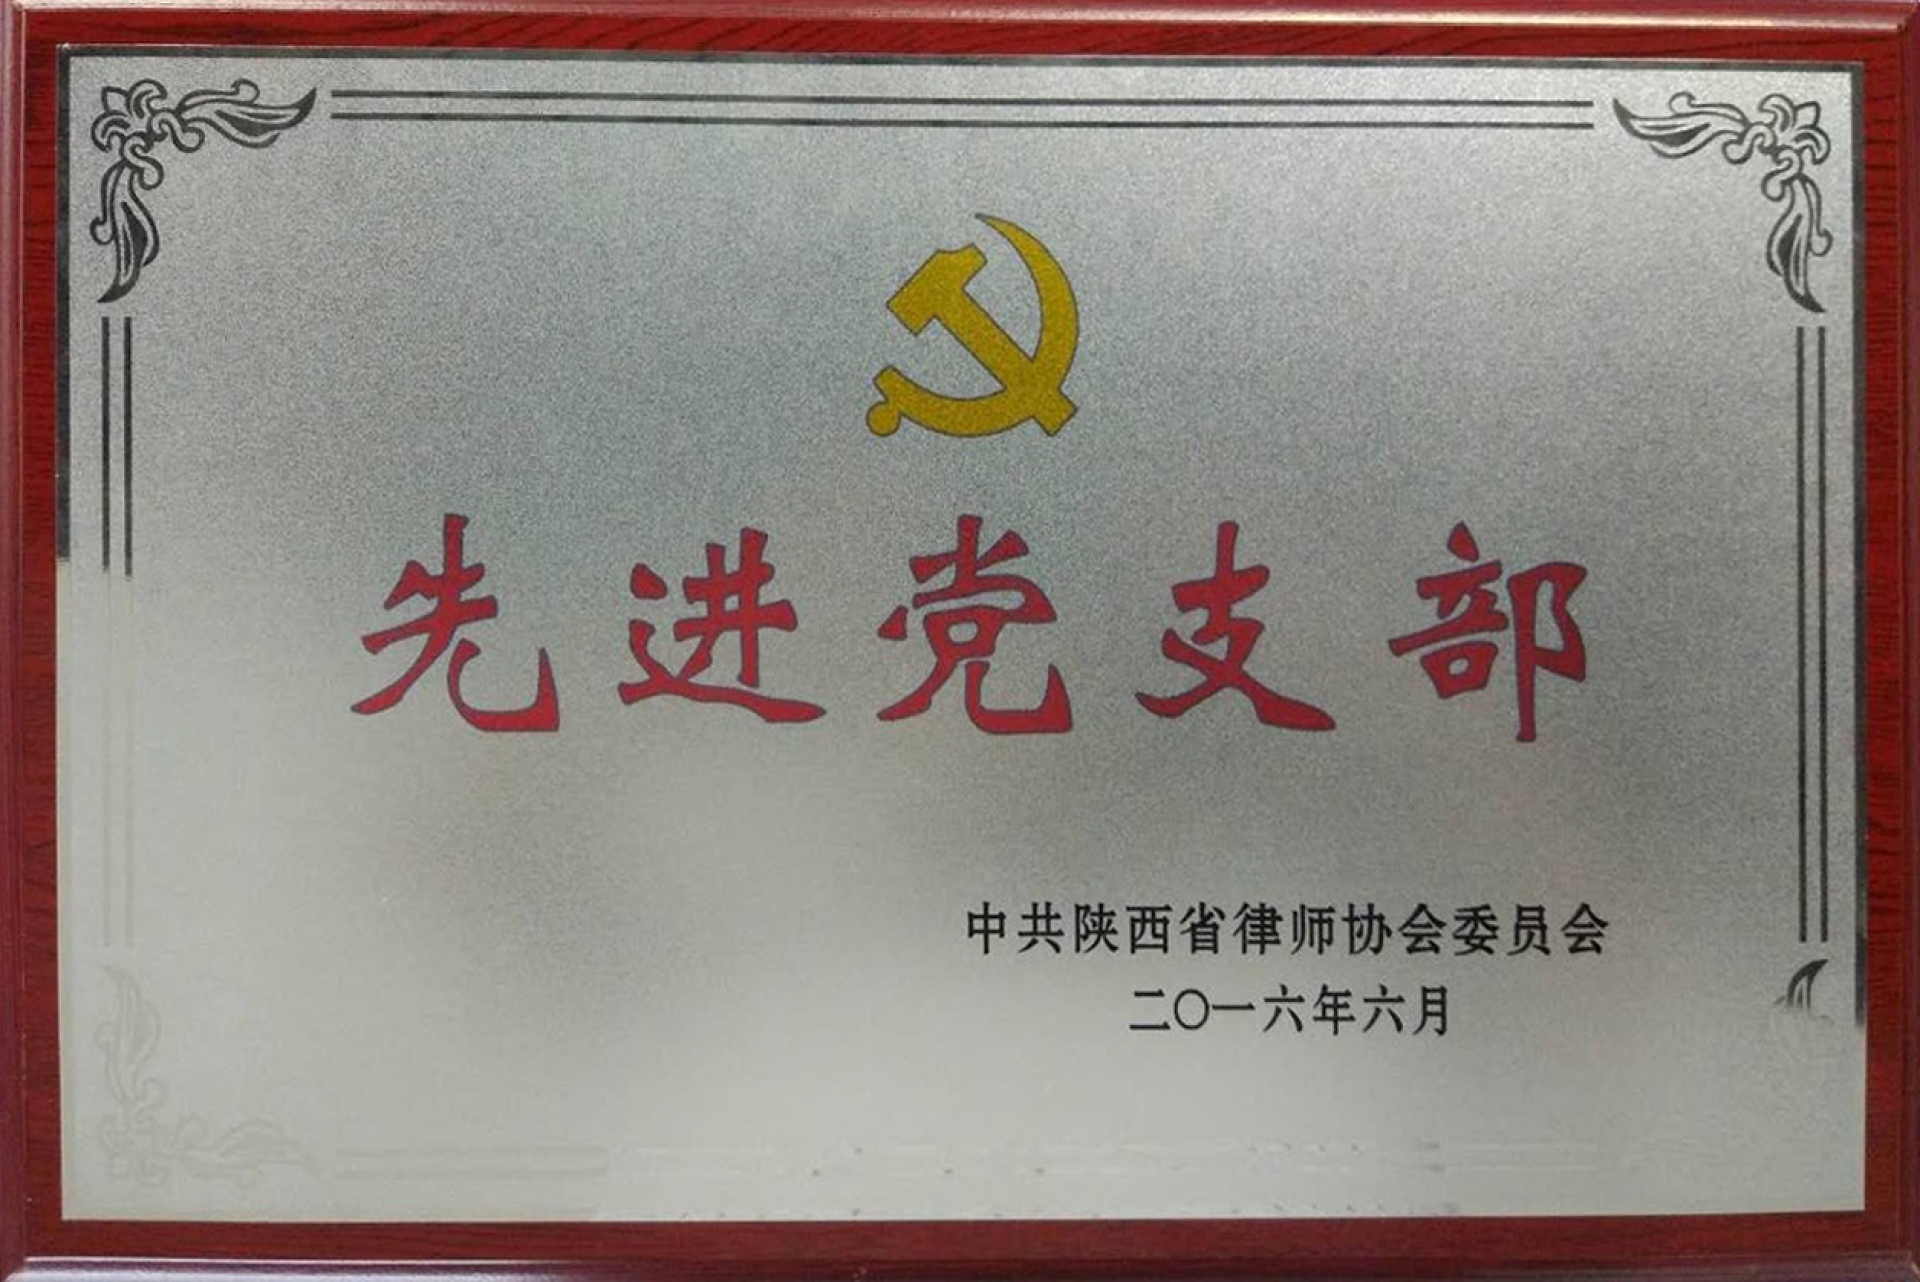 先进党支部
中共陕西省律师协会委员会
二〇一六年六月